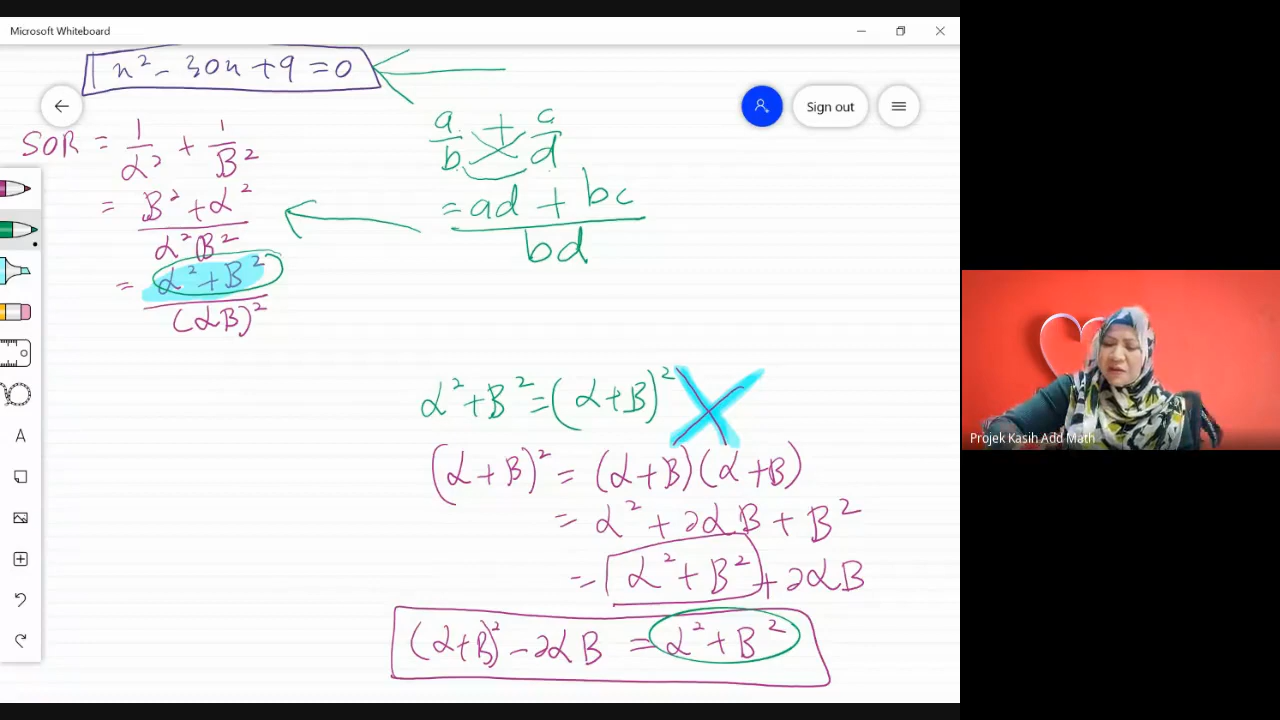 Microsoft Whiteboard
x² - 30x + 9 = 0
Sign out
SOR = 1/α² + 1/β²
= β² + α² / α²β²
= α² + β² / (αβ)²
a/b + c/d
= ad + bc / bd
α² + β² = (α+β)²
(α + β)² = (α+β)(α+β)
= α² + 2αβ + β²
= α² + β² + 2αβ
(α+β)² - 2αβ = α² + β²
A
Projek Kasih Add Math